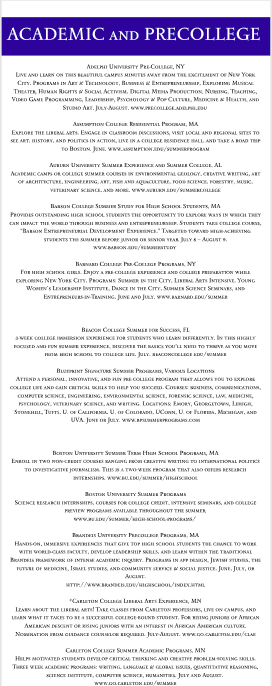 ACADEMIC AND PRECOLLEGE
Adelphi University Pre-College, NY
Live and learn on this beautiful campus minutes away from the excitement of New York
City. Programs in Art & Technology, Business & Entrepreneurship, Exploring Musical
Theater, Human Rights & Social Activism, Digital Media Production, Nursing, Teaching,
Video Game Programming, Leadership, Psychology & Pop Culture, Medicine & Health, and
Studio Art. July-August. www.precollege.adelphi.edu
Assumption College Residential Program, MA
Explore the liberal arts. Engage in classroom discussions, visit local and regional sites to
see art, history, and politics in action, live in a college residence hall, and take a road trip
to Boston. June. www.assumption.edu/summerprogram
Auburn University Summer Experience and Summer College, AL
Academic camps or college summer courses in environmental geology, creative writing, art
or architecture, engineering, art, fish and aquaculture, food science, forestry, music,
veterinary science, and more. www.auburn.edu/summerexperience
Babson College Summer Study for High School Students, MA
Provides outstanding high school students the opportunity to explore ways in which they
can impact the world through business and entrepreneurship. Students take college course,
"Babson Entrepreneurial Development Experience." Targeted toward high-achieving
students the summer before junior or senior year. July 8 - August 9.
www.babson.edu/summerstudy
Barnard College Pre-College Programs, NY
For high school girls. Enjoy a pre-college experience and college preparation while
exploring New York City. Programs: Summer in the City, Liberal Arts Intensives, Young
Women's Leadership Institute, Dance in the City, Summer Science Seminars, and
Entrepreneurs-in-Training. June and July. www.barnard.edu/summer
Beacon College Summer for Success, FL
3-week college immersion experience for students who learn differently. In this highly
focused and fun summer experience, discover the basics you'll need to thrive as you move
from high school to college life. July. beaconcollege.edu/summer
Blueprint Signature Summer Programs, Various Locations
Attend a personal, innovative, and fun pre-college program that allows you to explore
college life and gain critical skills to help you succeed. Courses: business, communications,
computer science, engineering, environmental science, forensic science, law, medicine,
psychology, veterinary science, and writing. Locations: Emory, Georgetown, Lehigh,
Stonehill, Tufts, U. of California, U. of Colorado, UConn, U. of Florida, Michigan, and
UVA. June or July. www.bpsummerprograms.com
Boston University Summer Term High School Programs, MA
Enroll in two non-credit courses ranging from creative writing to international politics
to investigative journalism. This is a two-week program that also offers research
internships. www.bu.edu/summer/highschool
Boston University Summer Programs
Science research internships, courses for college credit, intensive seminars, and college
preview programs available throughout the summer.
www.bu.edu/summer/high-school-programs/
Brandeis University Precollege Programs, MA
Hands-on, immersive experiences that give top high school students the chance to work
with world-class faculty, develop leadership skills, and learn within the traditional
Brandeis framework of intense academic inquiry. Programs in app design, Jewish studies, the
future of medicine, Israel studies, and community service & social justice. June, July, or
August.
http://www.brandeis.edu/highschool/index.html
*Carleton College Liberal Arts Experience, MN
Learn about the liberal arts! Take classes from Carleton professors, live on campus, and
learn what it takes to be a successful college-bound student. For rising juniors of African
American descent or rising juniors with an interest in African American culture.
Nomination from guidance counselor required. July-August. www.go.carleton.edu/clae
Carleton College Summer Academic Programs, MN
Helps motivated students develop critical thinking and creative problem-solving skills.
Three week academic programs: writing, language & global issues, quantitative reasoning,
science institute, computer science, humanities. July and August.
www.go.carleton.edu/summer